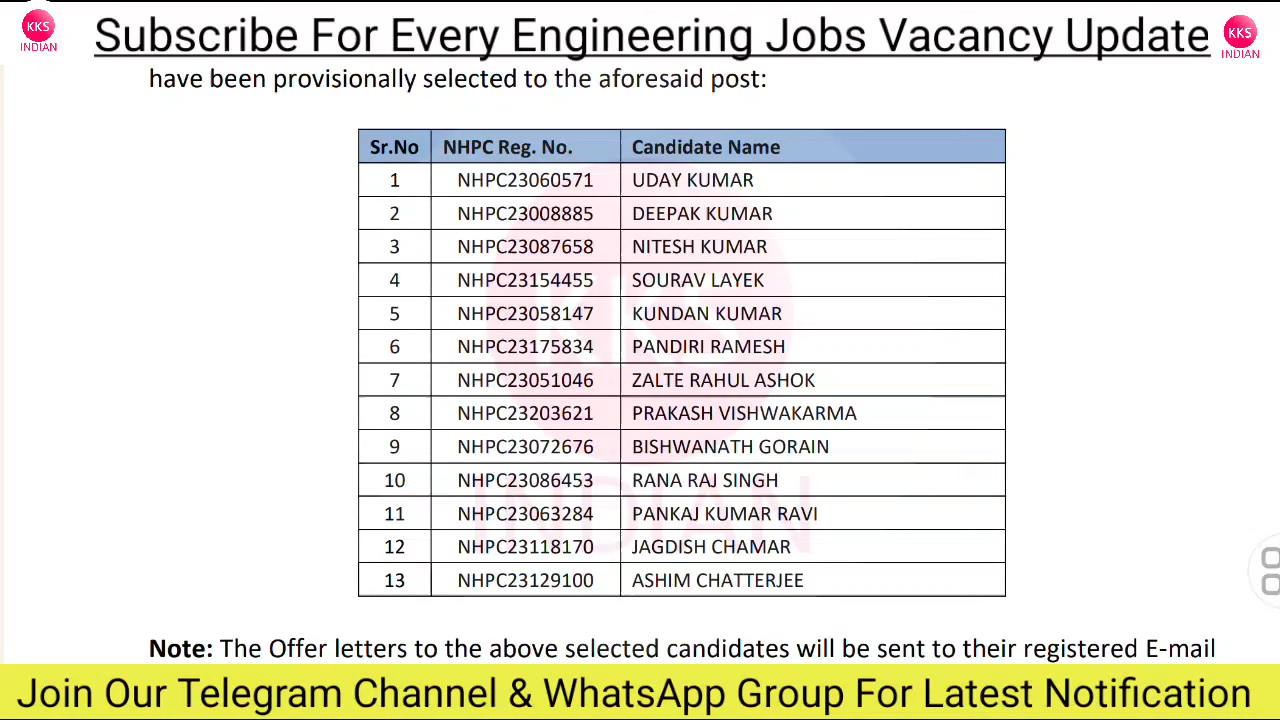 KKS
INDIAN
Subscribe For Every Engineering Jobs Vacancy Update
KKS
INDIAN
have been provisionally selected to the aforesaid post:
Sr.No NHPC Reg. No. Candidate Name
1 NHPC23060571 UDAY KUMAR
2 NHPC23008885 DEEPAK KUMAR
3 NHPC23087658 NITESH KUMAR
4 NHPC23154455 SOURAV LAYEK
5 NHPC23058147 KUNDAN KUMAR
6 NHPC23175834 PANDIRI RAMESH
7 NHPC23051046 ZALTE RAHUL ASHOK
8 NHPC23203621 PRAKASH VISHWAKARMA
9 NHPC23072676 BISHWANATH GORAIN
10 NHPC23086453 RANA RAJ SINGH
11 NHPC23063284 PANKAJ KUMAR RAVI
12 NHPC23118170 JAGDISH CHAMAR
13 NHPC23129100 ASHIM CHATTERJEE
KKS
INDIAN
Note: The Offer letters to the above selected candidates will be sent to their registered E-mail
Join Our Telegram Channel & WhatsApp Group For Latest Notification